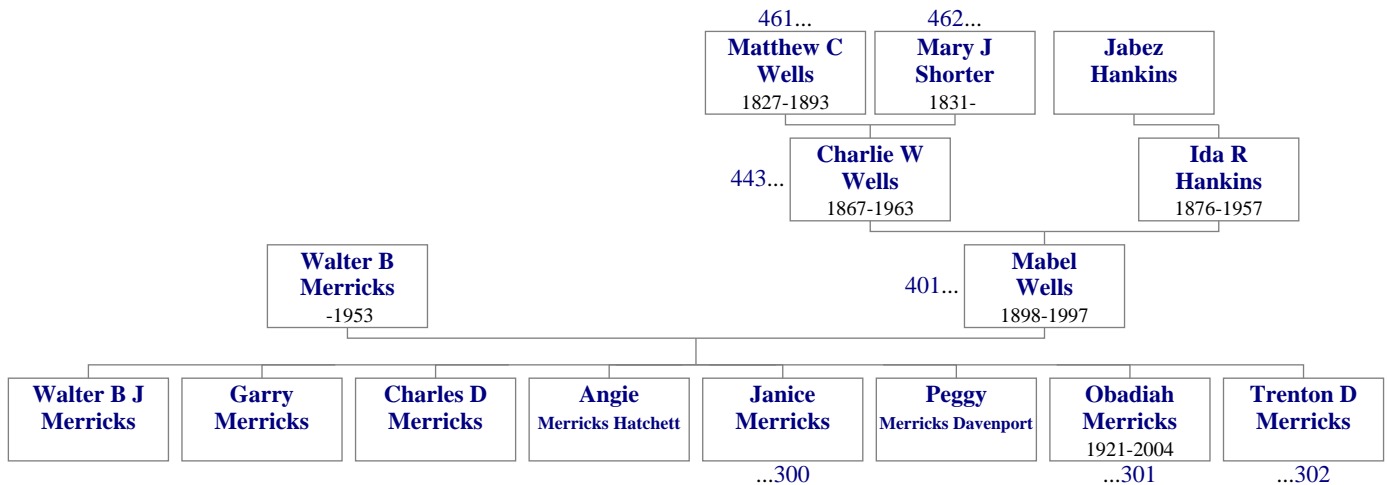 461...
462...
Matthew C
Wells
1827-1893
Mary J
Shorter
1831-
Jabez
Hankins
443...
Charlie W
Wells
1867-1963
Ida R
Hankins
1876-1957
Walter B
Merricks
-1953
401...
Mabel
Wells
1898-1997
Walter B J
Merricks
Garry
Merricks
Charles D
Merricks
Angie
Merricks Hatchett
Janice
Merricks
Peggy
Merricks Davenport
Obadiah
Merricks
1921-2004
Trenton D
Merricks
...300
...301
...302